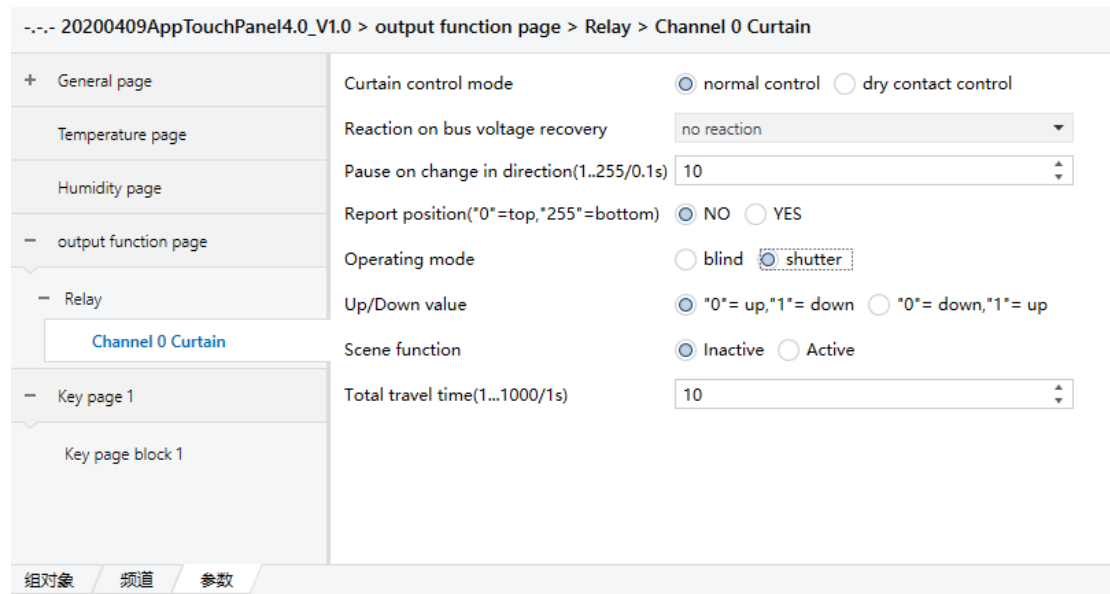 -.-.- 20200409AppTouchPanel4.0_V1.0 > output function page > Relay > Channel 0 Curtain
+ General page
Temperature page
Humidity page
− output function page
− Relay
Channel 0 Curtain
− Key page 1
Key page block 1
Curtain control mode normal control dry contact control
Reaction on bus voltage recovery no reaction
Pause on change in direction(1..255/0.1s) 10
Report position("0"=top,"255"=bottom) NO YES
Operating mode blind shutter
Up/Down value "0"= up,"1"= down "0"= down,"1"= up
Scene function Inactive Active
Total travel time(1...1000/1s) 10
组对象 频道 参数